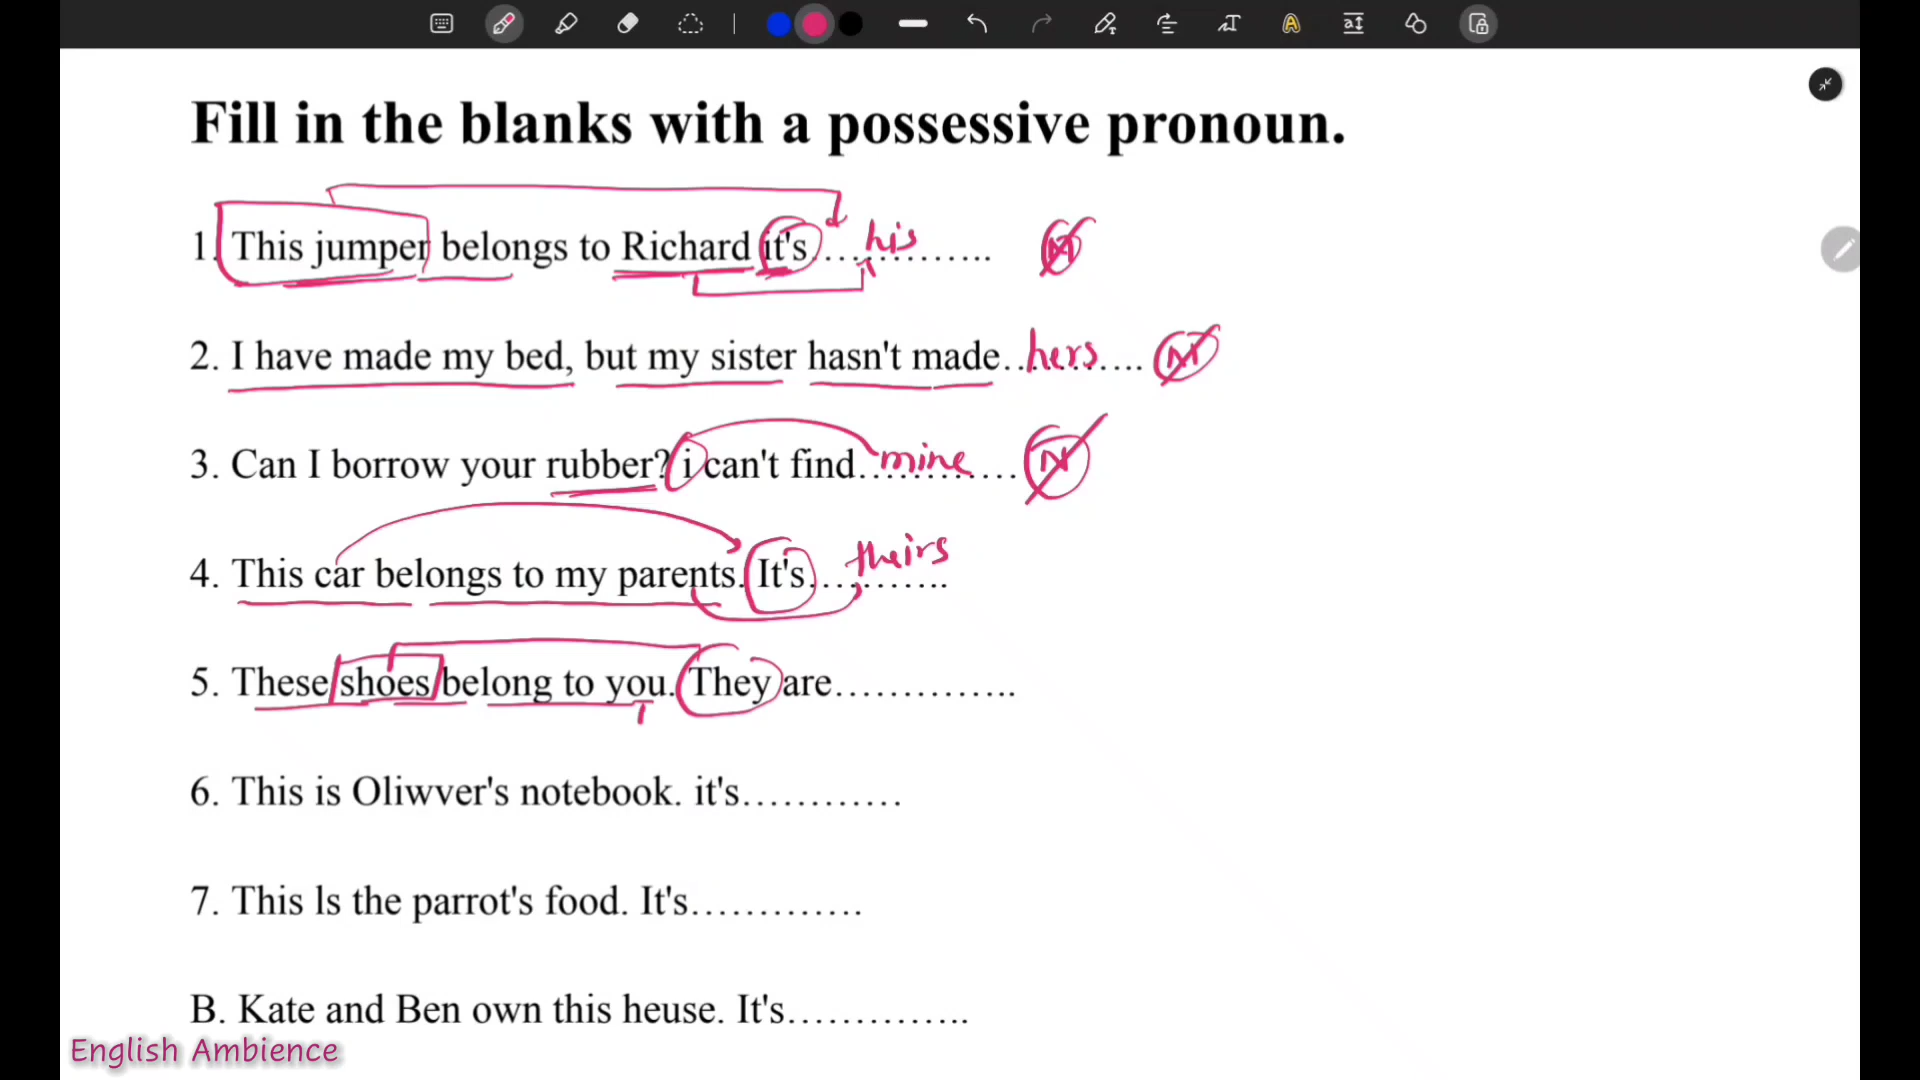 Fill in the blanks with a possessive pronoun.
1. This jumper belongs to Richard it's....his........... N
2. I have made my bed, but my sister hasn't made..hers.... N
3. Can I borrow your rubber? i can't find..mine.... N
4. This car belongs to my parents. It's...theirs.........
5. These shoes belong to you. They are..............
6. This is Oliwver's notebook. it's............
7. This ls the parrot's food. It's.............
B. Kate and Ben own this heuse. It's..............
English Ambience